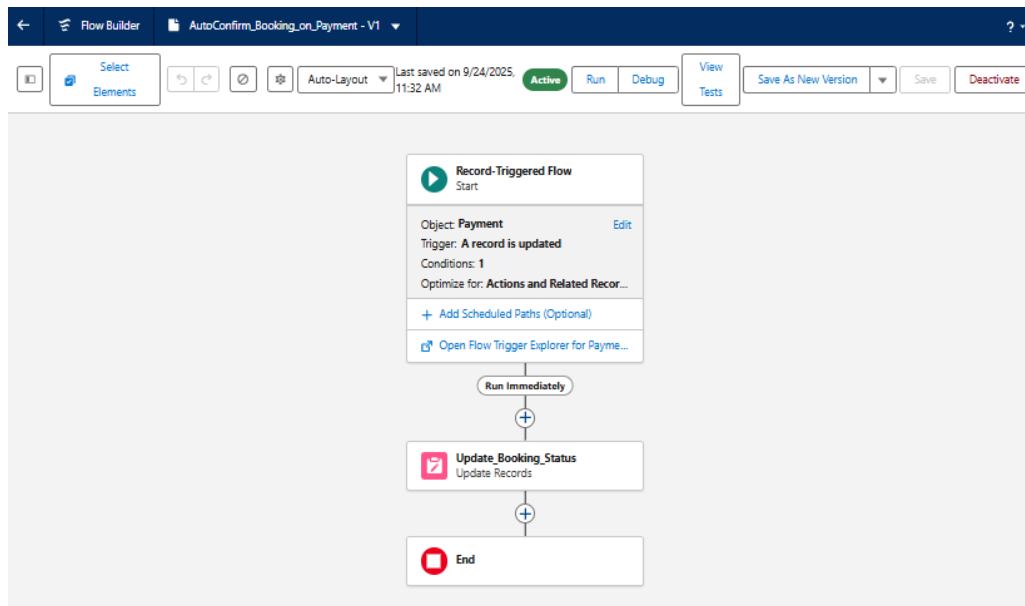 Flow Builder
AutoConfirm_Booking_on_Payment - V1
?
Select
Elements
Auto-Layout
Last saved on 9/24/2025,
11:32 AM
Active
Run
Debug
View
Tests
Save As New Version
Save
Deactivate
Record-Triggered Flow
Start
Object: Payment
Edit
Trigger: A record is updated
Conditions: 1
Optimize for: Actions and Related Recor...
+ Add Scheduled Paths (Optional)
Open Flow Trigger Explorer for Payme...
Run Immediately
Update_Booking_Status
Update Records
End